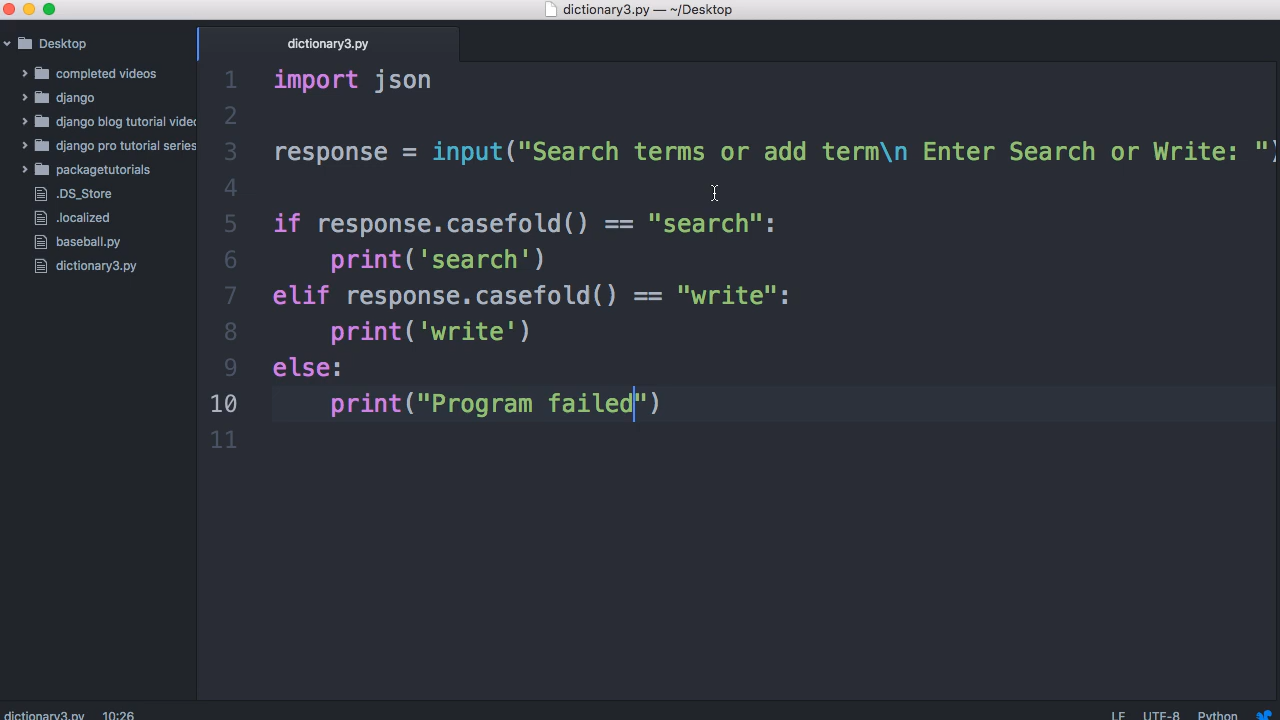 dictionary3.py — ~/Desktop
Desktop
completed videos
django
django blog tutorial vide
django pro tutorial series
packagetutorials
.DS_Store
.localized
baseball.py
dictionary3.py
dictionary3.py
1 import json
2
3 response = input("Search terms or add term\n Enter Search or Write: ")
4
5 if response.casefold() == "search":
6     print('search')
7 elif response.casefold() == "write":
8     print('write')
9 else:
10     print("Program failed")
11
dictionary3.py 10:26 LF UTF-8 Python